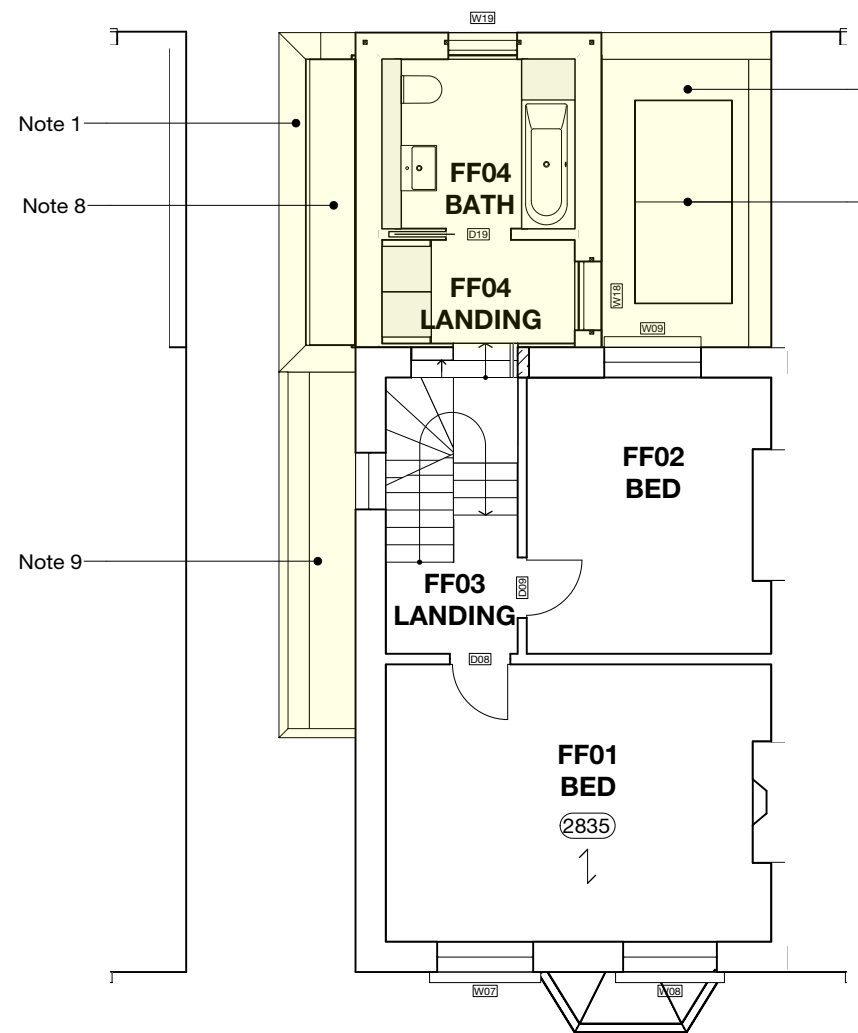 W19
Note 1
Note 8
FF04
BATH
D19
FF04
LANDING
W18
W09
FF02
BED
Note 9
FF03
LANDING
D09
D08
FF01
BED
2835
W07
W08